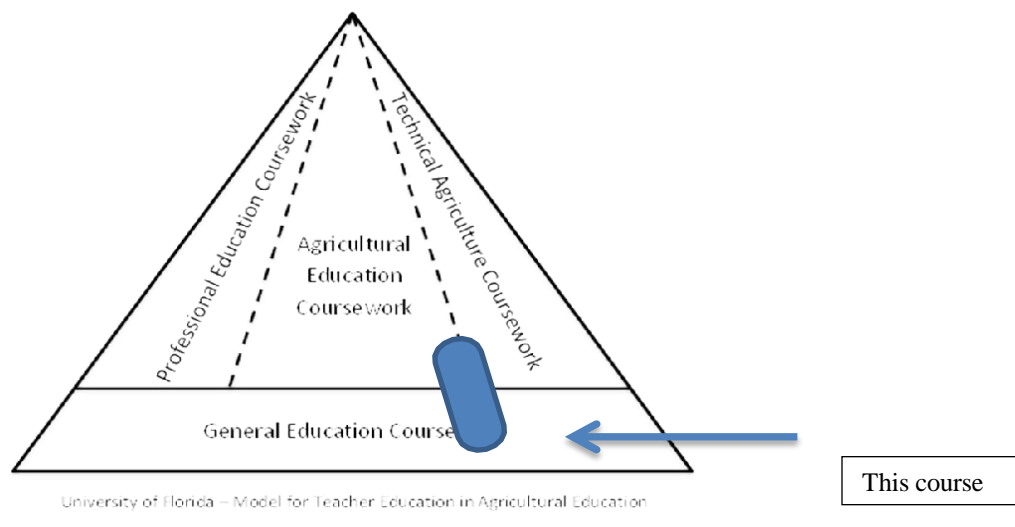 Professional Education Coursework
Technical Agriculture Coursework
Agricultural
Education
Coursework
General Education Course
This course
University of Florida – Model for Teacher Education in Agricultural Education